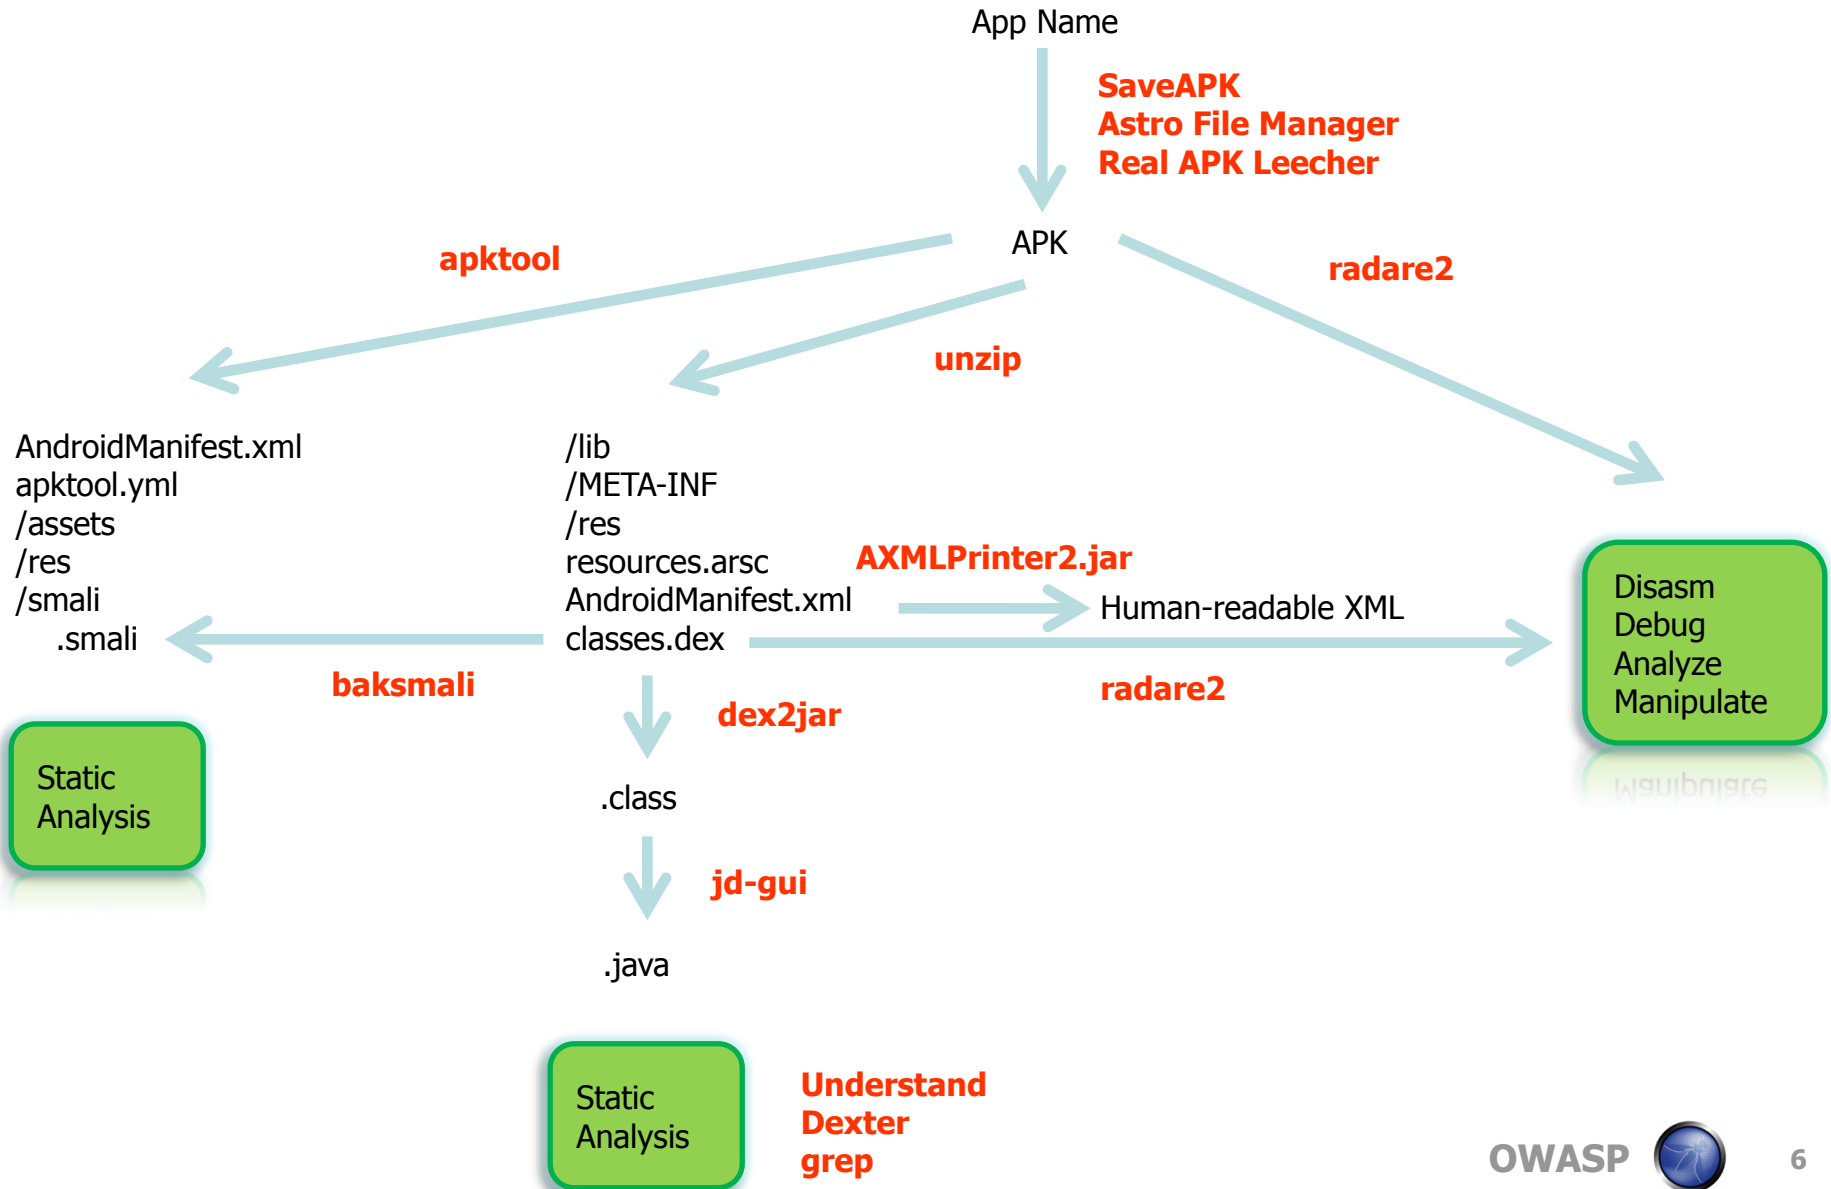 App Name
SaveAPK
Astro File Manager
Real APK Leecher
APK
apktool
radare2
unzip
AndroidManifest.xml
apktool.yml
/assets
/res
/smali
.smali
/lib
/META-INF
/res
resources.arsc
AndroidManifest.xml
classes.dex
AXMLPrinter2.jar
Human-readable XML
Disasm
Debug
Analyze
Manipulate
baksmali
radare2
dex2jar
Static
Analysis
.class
jd-gui
.java
Static
Analysis
Understand
Dexter
grep
OWASP
6